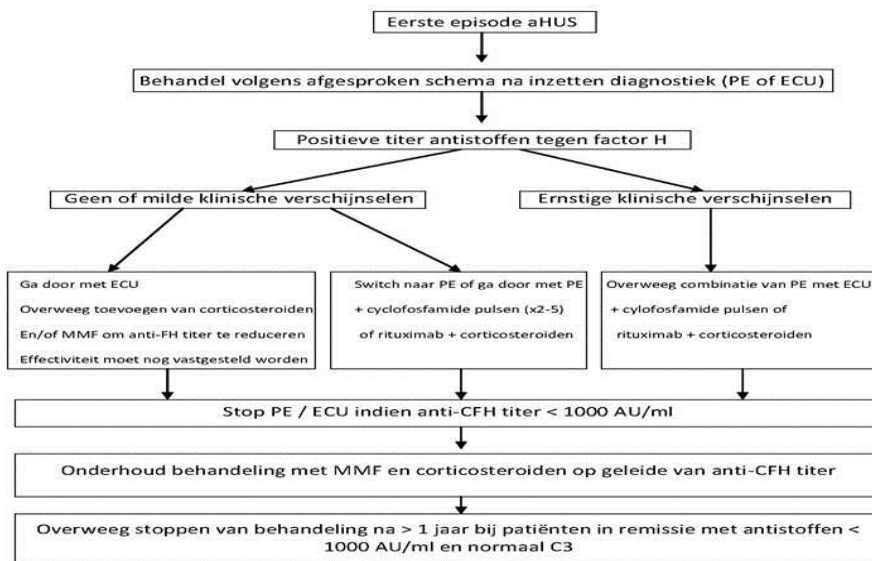 Eerste episode aHUS
Behandel volgens afgesproken schema na inzetten diagnostiek (PE of ECU)
Positieve titer antistoffen tegen factor H
Geen of milde klinische verschijnselen
Ernstige klinische verschijnselen
Ga door met ECU
Overweeg toevoegen van corticosteroiden
En/of MMF om anti-FH titer te reduceren
Effectiviteit moet nog vastgesteld worden
Switch naar PE of ga door met PE
+ cyclofosfamide pulsen (x2-5)
of rituximab + corticosteroiden
Overweeg combinatie van PE met ECU
+ cylofosfamide pulsen of
rituximab + corticosteroiden
Stop PE / ECU indien anti-CFH titer < 1000 AU/ml
Onderhoud behandeling met MMF en corticosteroiden op geleide van anti-CFH titer
Overweeg stoppen van behandeling na > 1 jaar bij patiënten in remissie met antistoffen <
1000 AU/ml en normaal C3